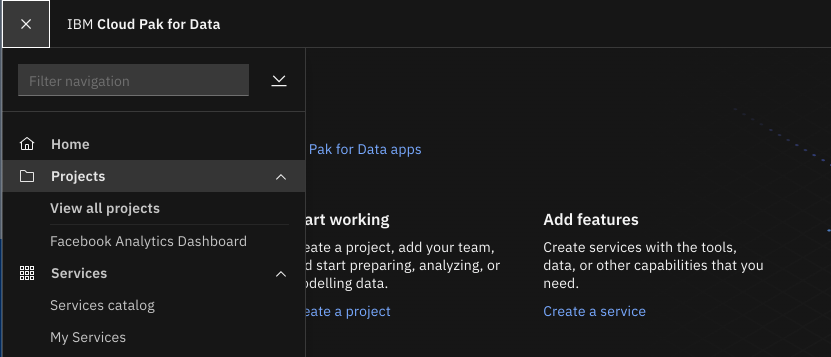 IBM Cloud Pak for Data
Filter navigation
Home
Projects
View all projects
Facebook Analytics Dashboard
Services
Services catalog
My Services
Pak for Data apps
art working
eate a project, add your team,
d start preparing, analyzing, or
odelling data.
eate a project
Add features
Create services with the tools,
data, or other capabilities that you
need.
Create a service